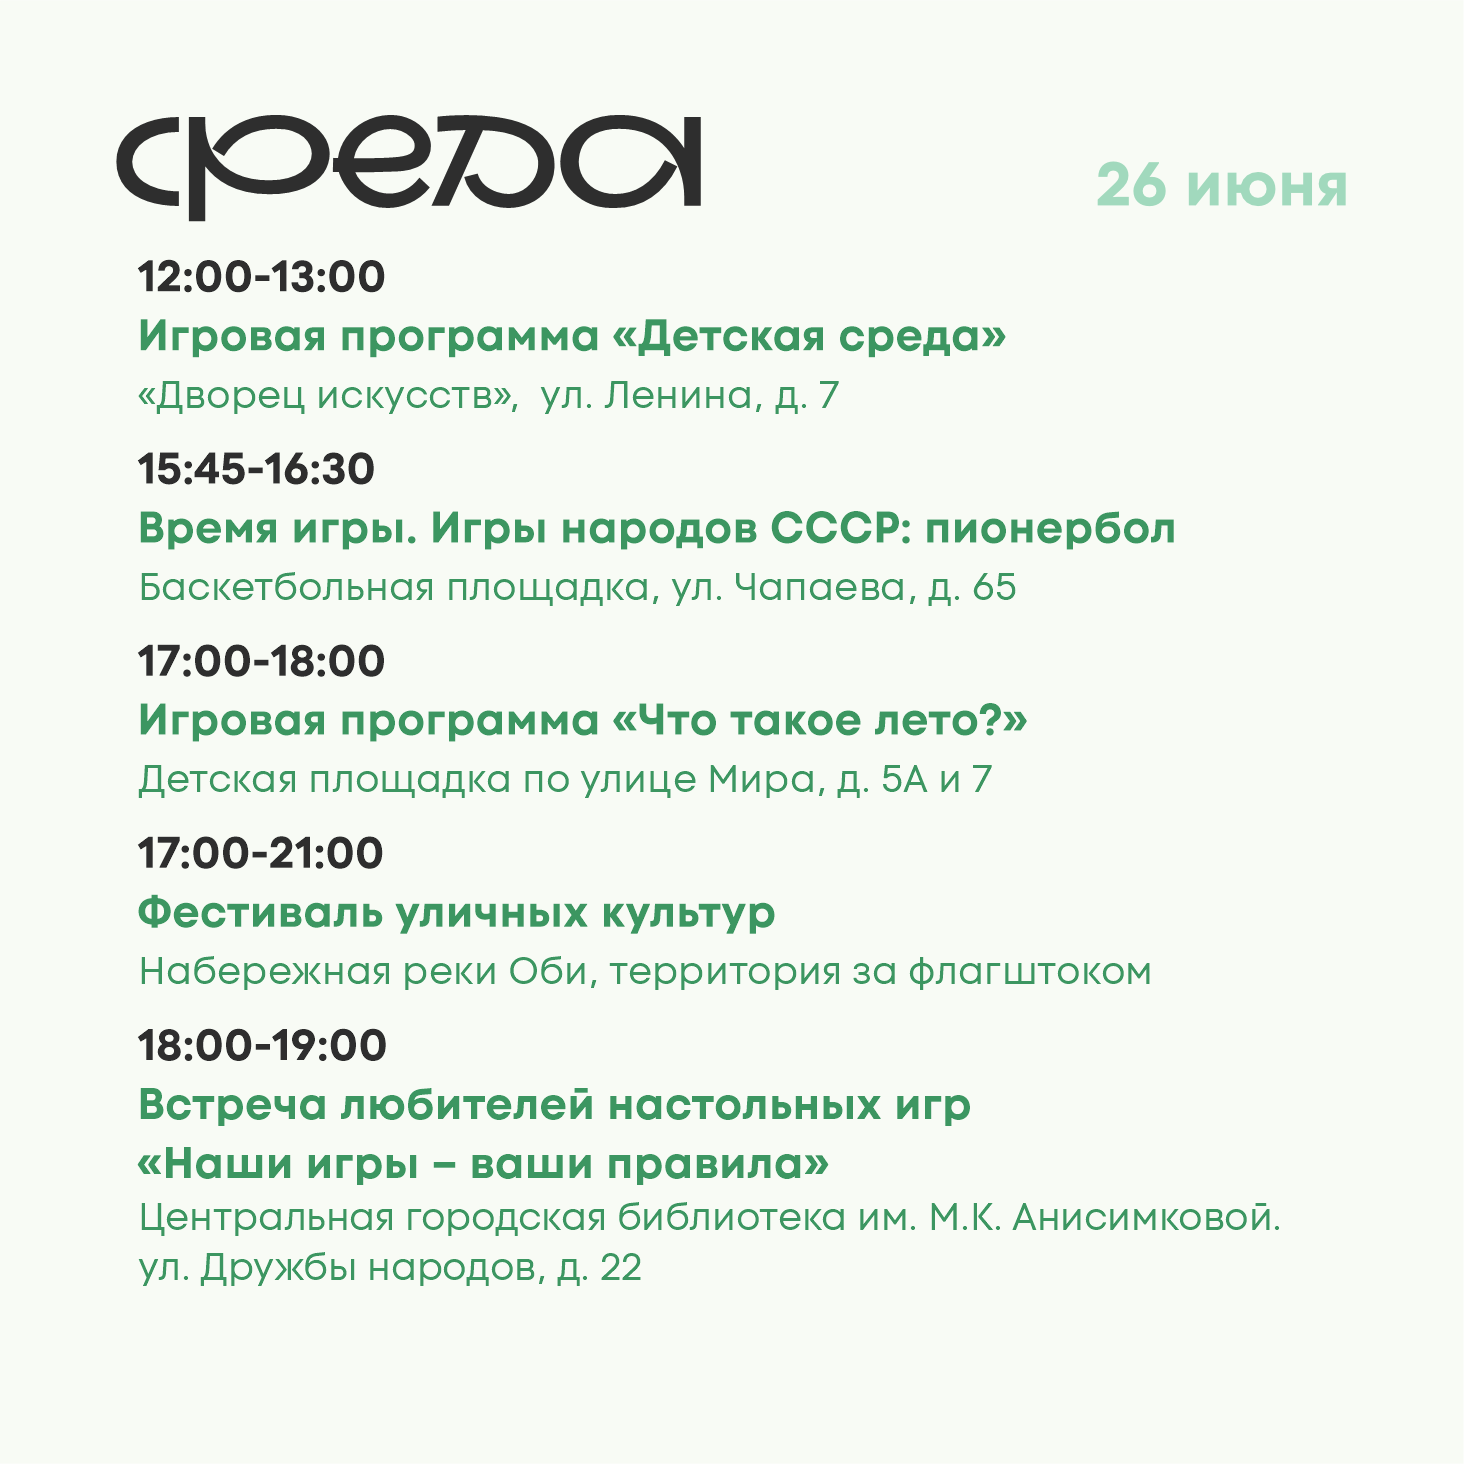 среда
26 июня
12:00-13:00
Игровая программа «Детская среда»
«Дворец искусств», ул. Ленина, д. 7
15:45-16:30
Время игры. Игры народов СССР: пионербол
Баскетбольная площадка, ул. Чапаева, д. 65
17:00-18:00
Игровая программа «Что такое лето?»
Детская площадка по улице Мира, д. 5А и 7
17:00-21:00
Фестиваль уличных культур
Набережная реки Оби, территория за флагштоком
18:00-19:00
Встреча любителей настольных игр
«Наши игры – ваши правила»
Центральная городская библиотека им. М.К. Анисимковой.
ул. Дружбы народов, д. 22